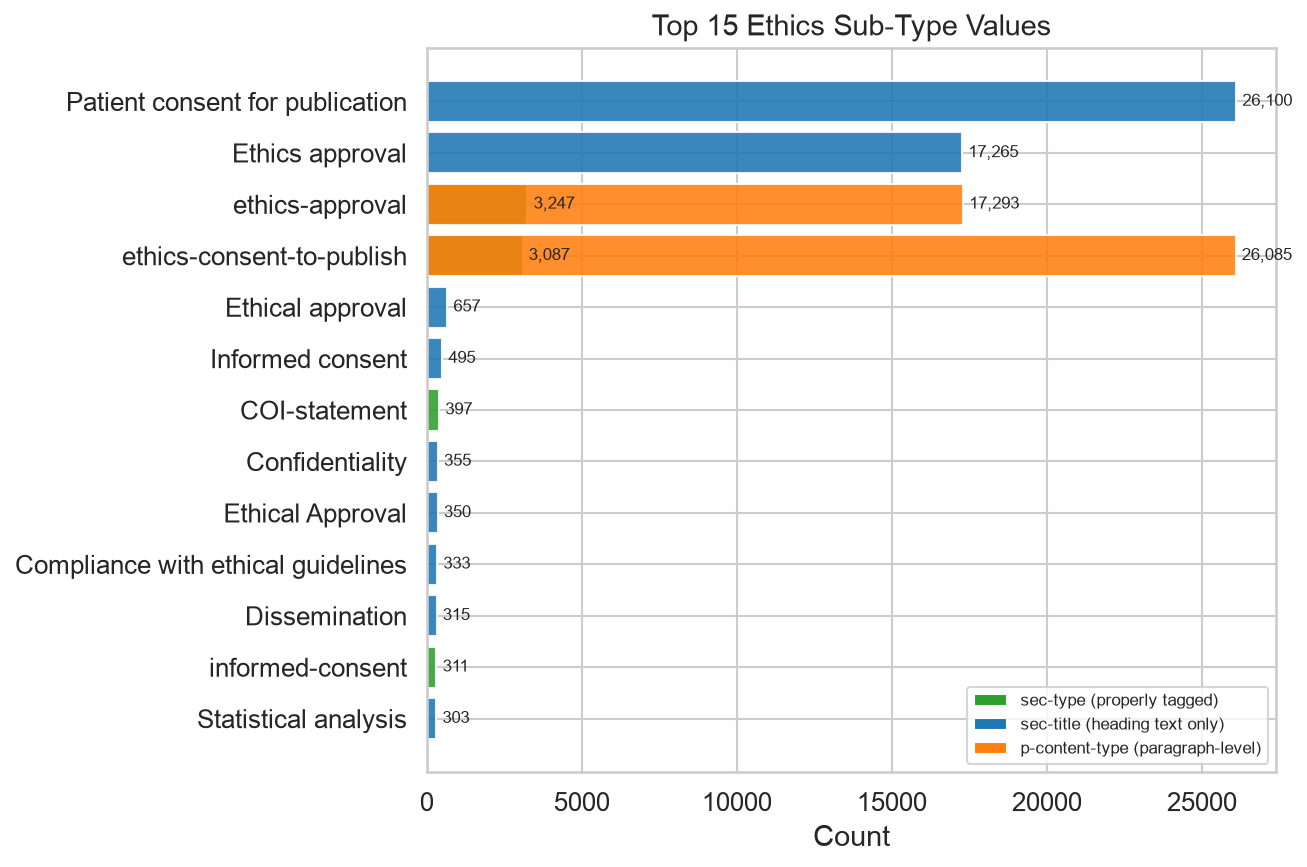 Top 15 Ethics Sub-Type Values
Patient consent for publication 26,100
Ethics approval 17,265
ethics-approval 3,247 17,293
ethics-consent-to-publish 3,087 26,085
Ethical approval 657
Informed consent 495
COI-statement 397
Confidentiality 355
Ethical Approval 350
Compliance with ethical guidelines 333
Dissemination 315
informed-consent 311
Statistical analysis 303
sec-type (properly tagged)
sec-title (heading text only)
p-content-type (paragraph-level)
0 5000 10000 15000 20000 25000
Count